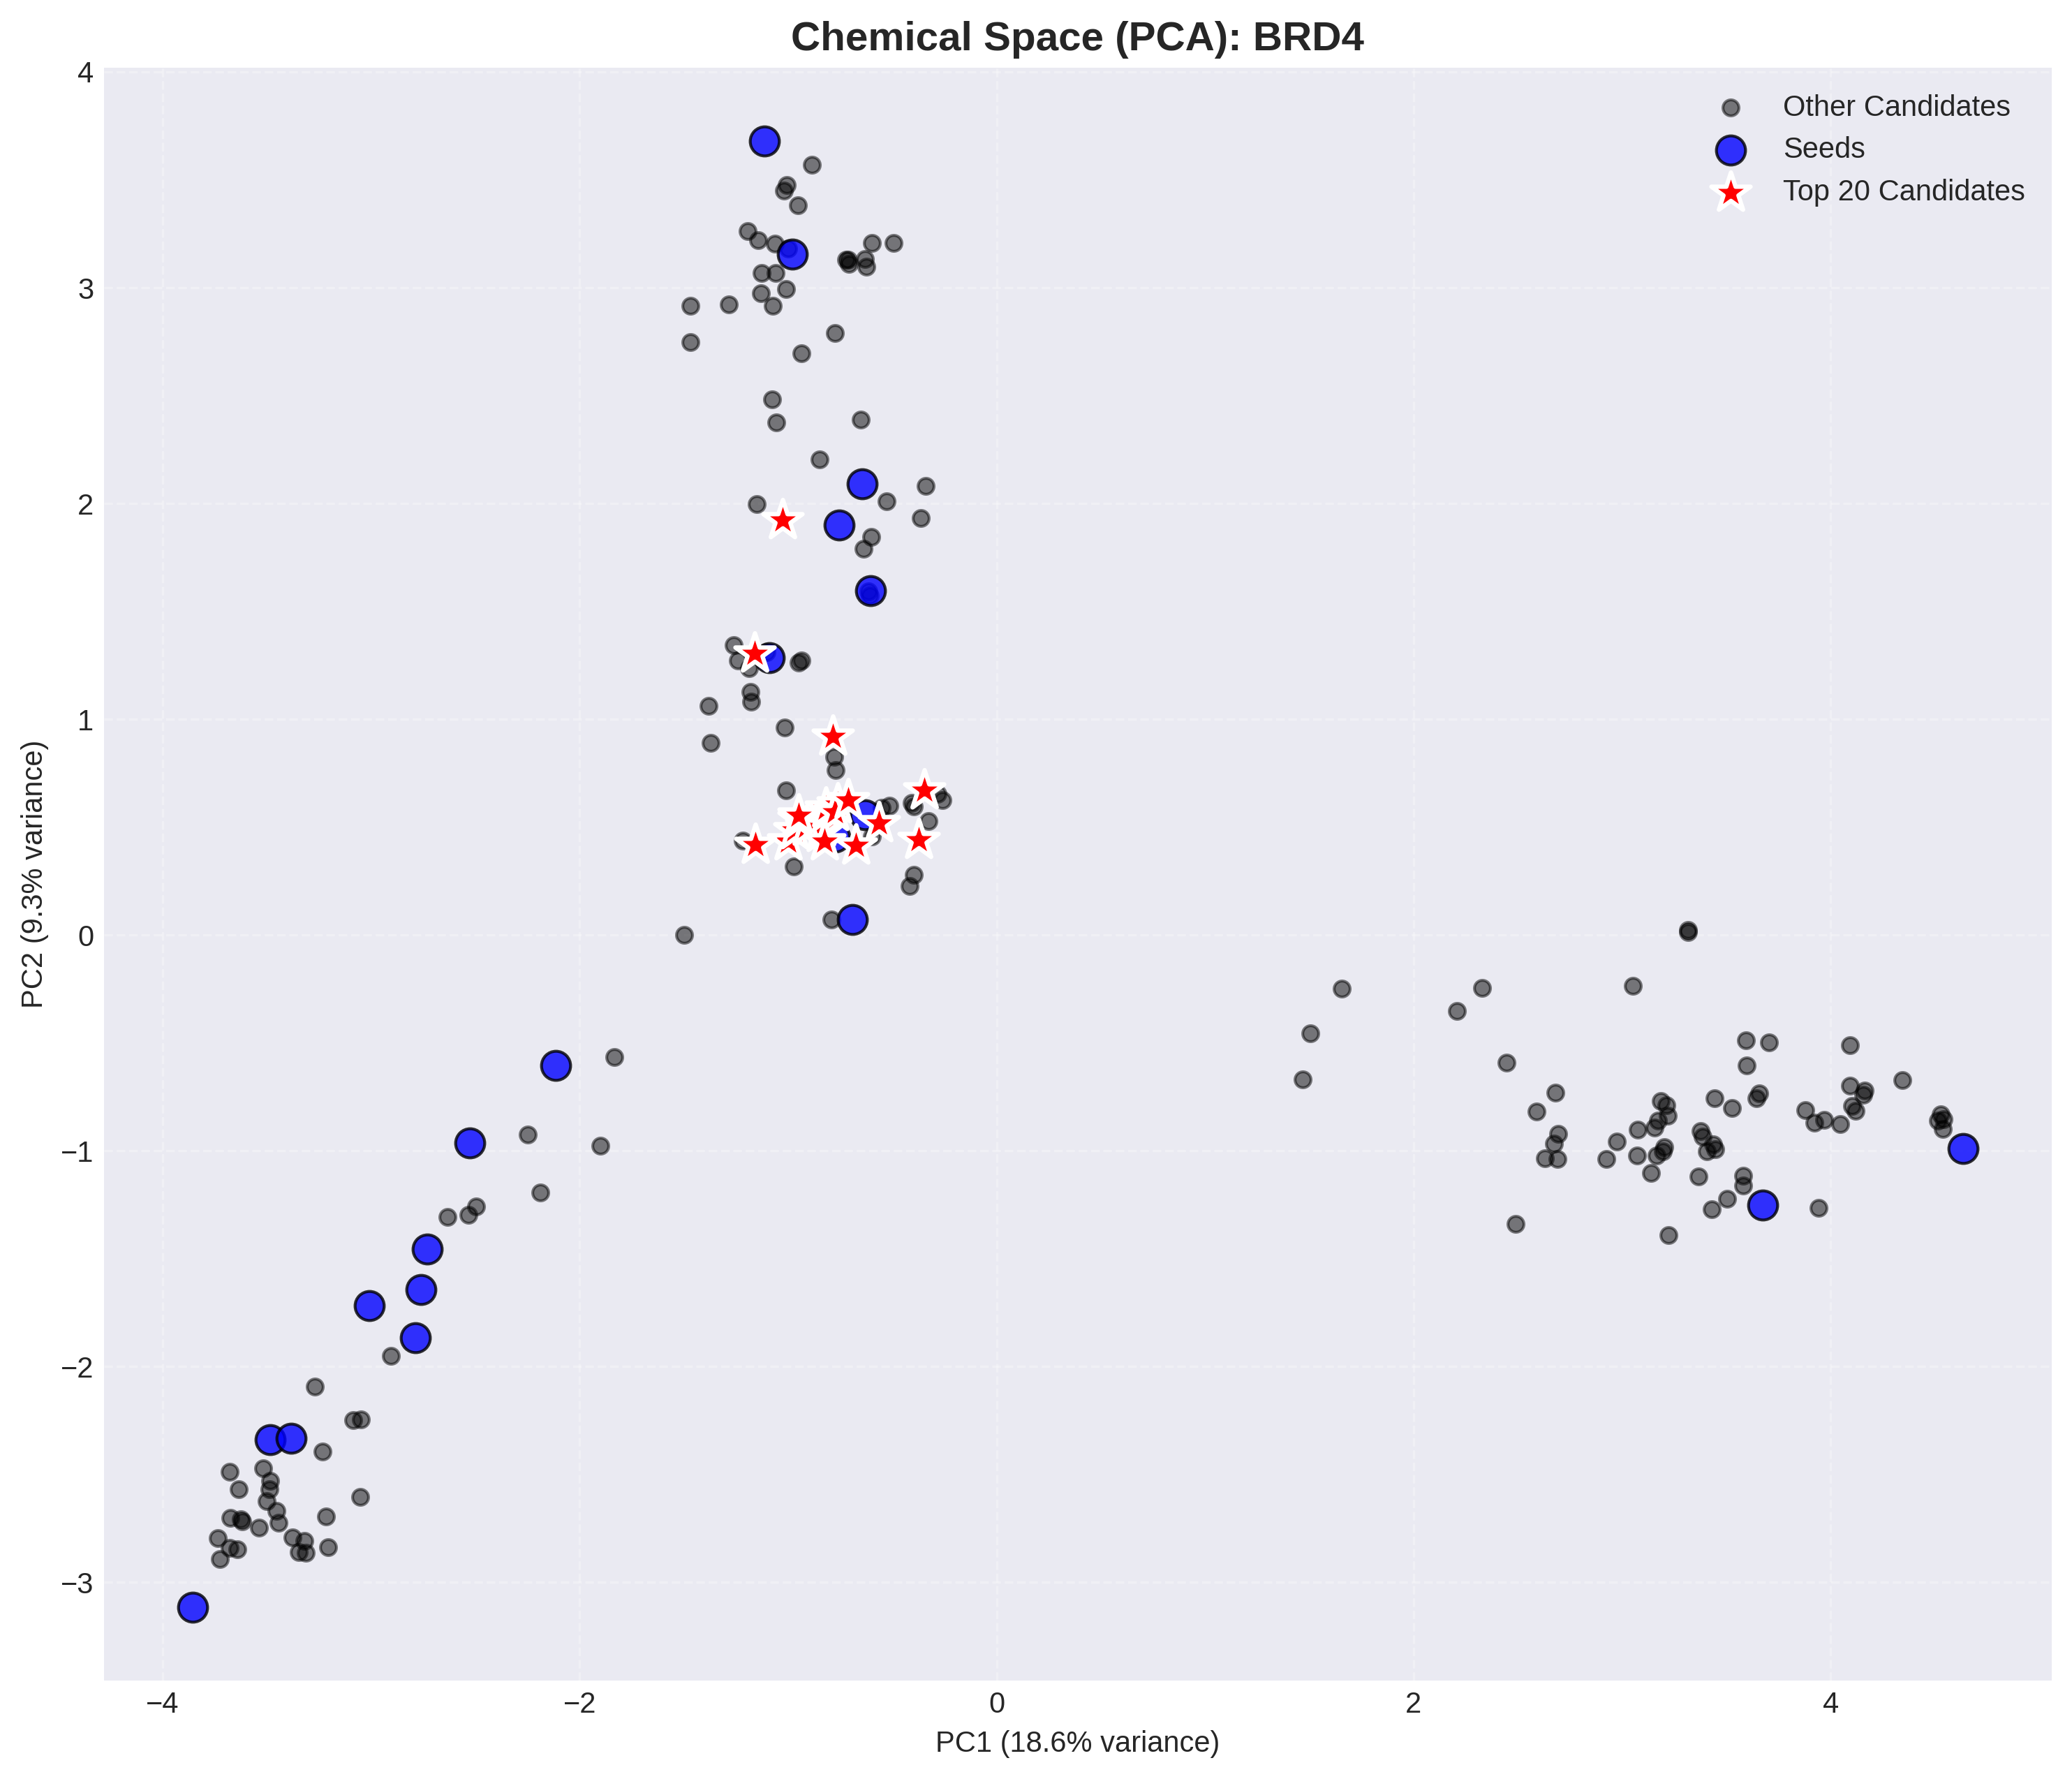 Chemical Space (PCA): BRD4
Other Candidates
Seeds
Top 20 Candidates
4
3
2
1
0
−1
−2
−3
PC2 (9.3% variance)
−4
−2
0
2
4
PC1 (18.6% variance)